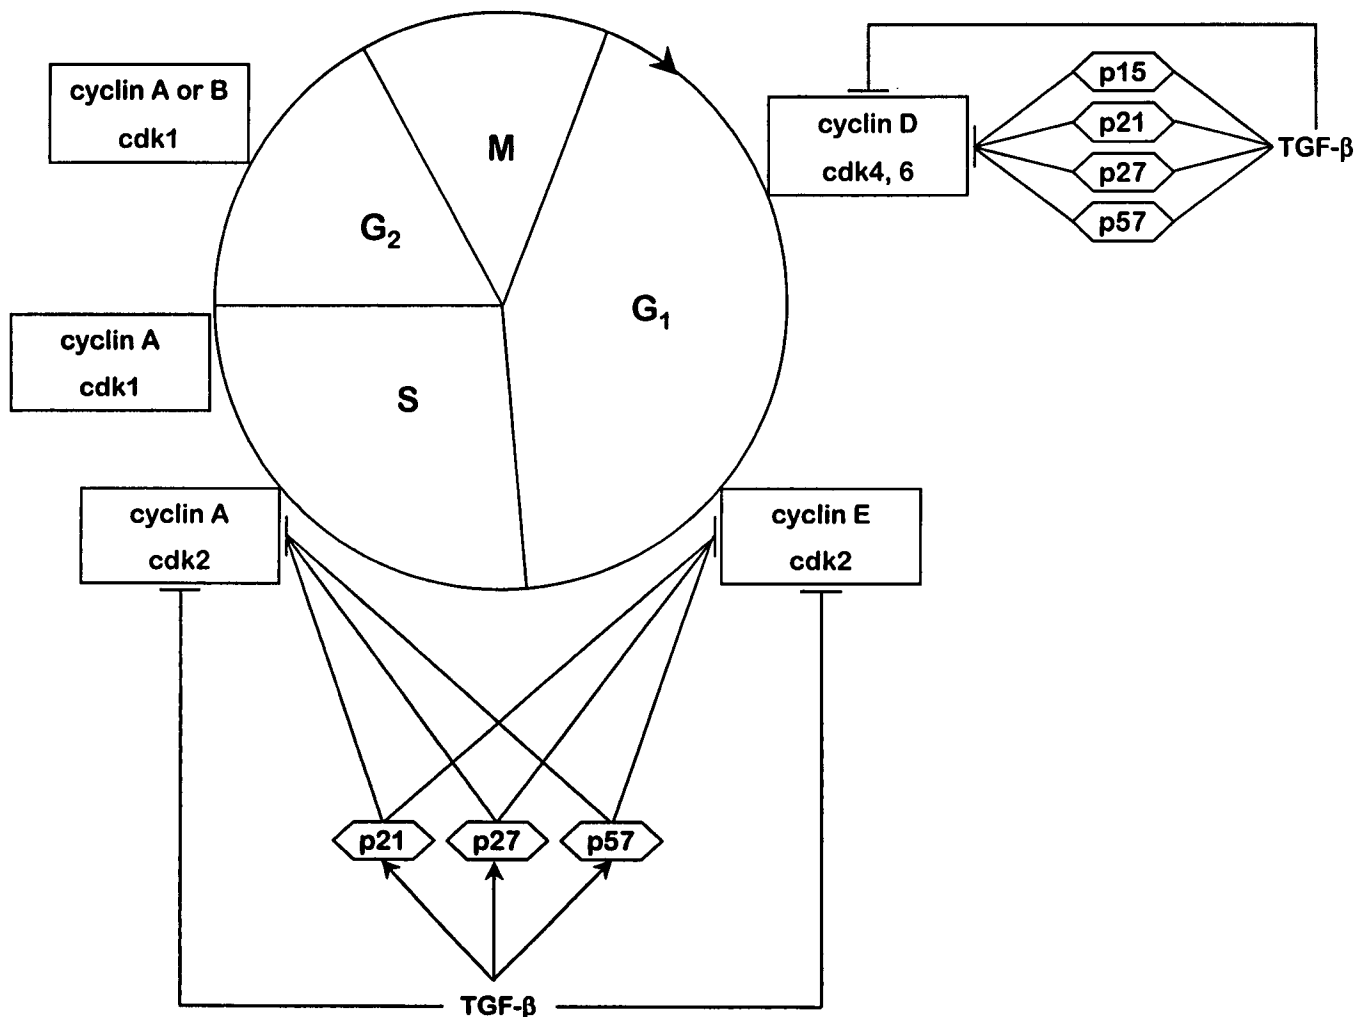 cyclin A or B
cdk1
M
cyclin D
cdk4, 6
p15
p21
p27
p57
TGF-β
G₂
G₁
cyclin A
cdk1
S
cyclin A
cdk2
cyclin E
cdk2
p21
p27
p57
TGF-β